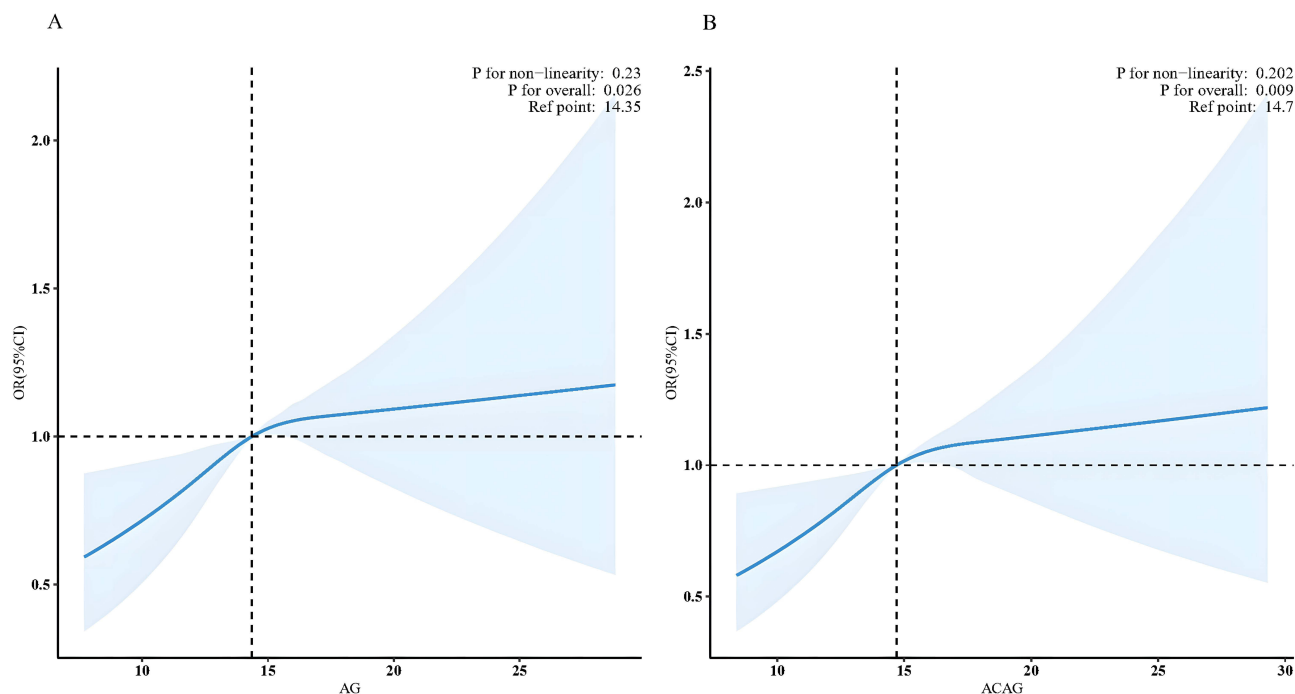 A
P for non−linearity: 0.23
P for overall: 0.026
Ref point: 14.35
2.0
1.5
1.0
0.5
OR(95%CI)
10
15
20
25
AG
B
P for non−linearity: 0.202
P for overall: 0.009
Ref point: 14.7
2.5
2.0
1.5
1.0
0.5
OR(95%CI)
10
15
20
25
30
ACAG